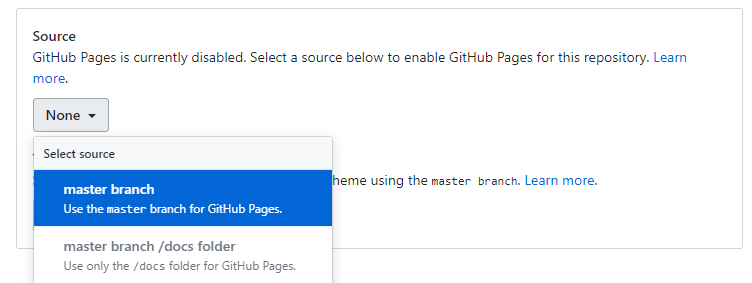 Source
GitHub Pages is currently disabled. Select a source below to enable GitHub Pages for this repository. Learn
more.
None
Select source
heme using the master branch. Learn more.
master branch
Use the master branch for GitHub Pages.
master branch /docs folder
Use only the /docs folder for GitHub Pages.